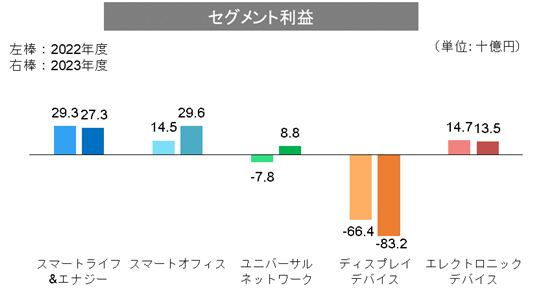 セグメント利益
左棒：2022年度
右棒：2023年度
（単位：十億円）
29.3 27.3
14.5 29.6
-7.8 8.8
-66.4 -83.2
14.7 13.5
スマートライフ
&エナジー
スマートオフィス
ユニバーサル
ネットワーク
ディスプレイ
デバイス
エレクトロニック
デバイス